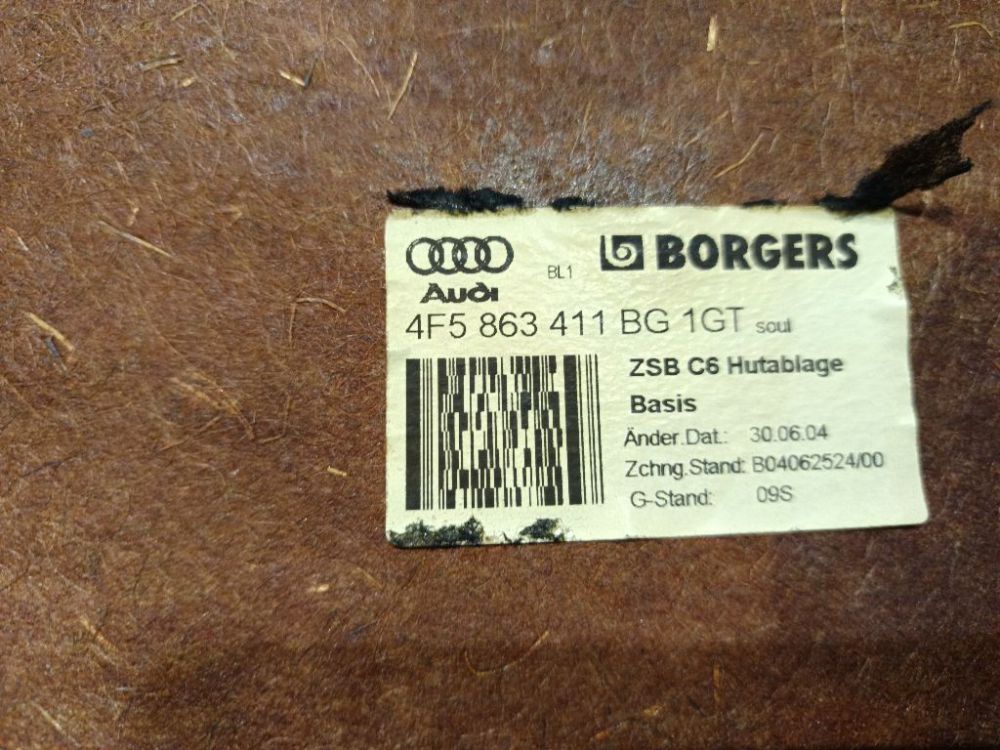 Audi
BL1
BORGERS
4F5 863 411 BG 1GT soul
ZSB C6 Hutablage
Basis
Änder.Dat.: 30.06.04
Zchng.Stand: B04062524/00
G-Stand: 09S